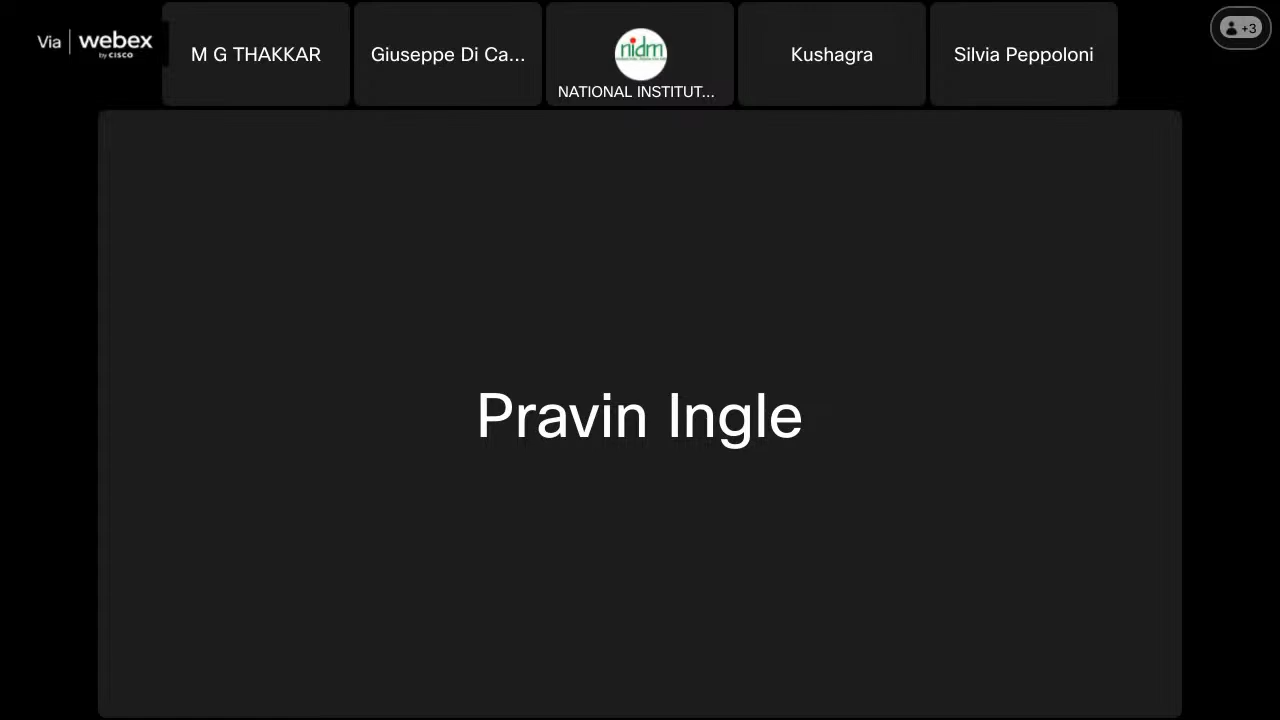 Via webex
by CISCO
M G THAKKAR
Giuseppe Di Ca...
nidm
NATIONAL INSTITUT...
Kushagra
Silvia Peppoloni
+3
Pravin Ingle